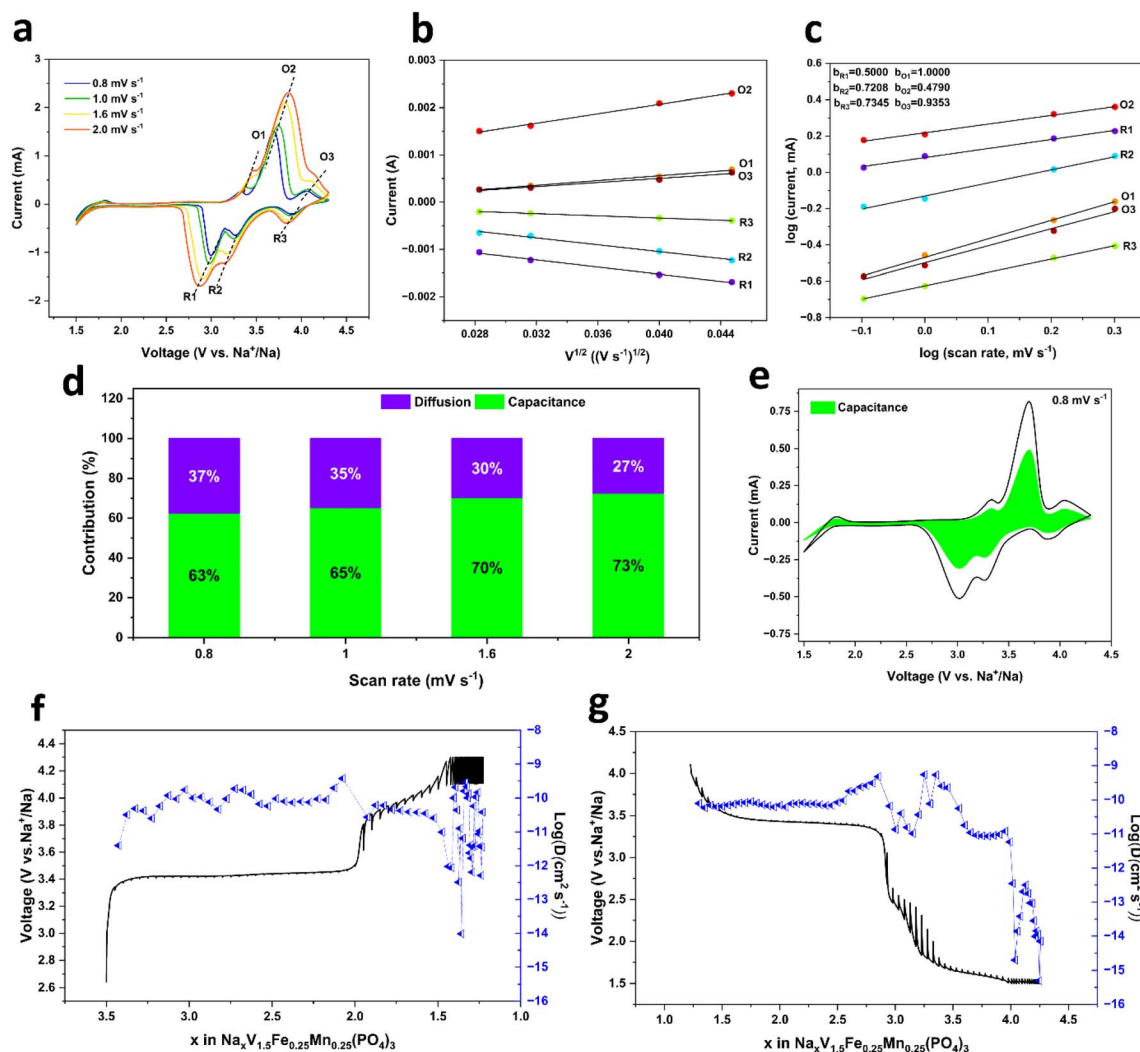 a
3
2
1
0
−1
−2
1.5
2.0
2.5
3.0
3.5
4.0
4.5
Current (mA)
Voltage (V vs. Na⁺/Na)
0.8 mV s⁻¹
1.0 mV s⁻¹
1.6 mV s⁻¹
2.0 mV s⁻¹
O1
O2
O3
R1
R2
R3
b
0.003
0.002
0.001
0.000
−0.001
−0.002
0.028
0.032
0.036
0.040
0.044
Current (A)
V¹ᐟ² ((V s⁻¹)¹ᐟ²)
O2
O1
O3
R3
R2
R1
c
bR1=0.5000 bO1=1.0000
bR2=0.7208 bO2=0.4790
bR3=0.7345 bO3=0.9353
0.6
0.4
0.2
0.0
−0.2
−0.4
−0.6
−0.8
−0.1
0.0
0.1
0.2
0.3
log (current, mA)
log (scan rate, mV s⁻¹)
O2
R1
R2
O1
O3
R3
d
Diffusion
Capacitance
120
100
80
60
40
20
0
Contribution (%)
37%
35%
30%
27%
63%
65%
70%
73%
0.8
1
1.6
2
Scan rate (mV s⁻¹)
e
Capacitance
0.8 mV s⁻¹
0.75
0.50
0.25
0.00
−0.25
−0.50
−0.75
1.5
2.0
2.5
3.0
3.5
4.0
4.5
Current (mA)
Voltage (V vs. Na⁺/Na)
f
4.4
4.2
4.0
3.8
3.6
3.4
3.2
3.0
2.8
2.6
3.5
3.0
2.5
2.0
1.5
1.0
−8
−9
−10
−11
−12
−13
−14
−15
−16
Voltage (V vs.Na⁺/Na)
Log(D/(cm² s⁻¹))
x in NaₓV₁.₅Fe₀.₂₅Mn₀.₂₅(PO₄)₃
g
4.5
4.0
3.5
3.0
2.5
2.0
1.5
1.0
1.5
2.0
2.5
3.0
3.5
4.0
4.5
−8
−9
−10
−11
−12
−13
−14
−15
−16
Voltage (V vs.Na⁺/Na)
Log(D/(cm² s⁻¹))
x in NaₓV₁.₅Fe₀.₂₅Mn₀.₂₅(PO₄)₃